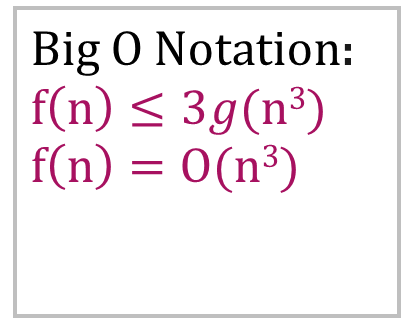 Big O Notation:
f(n) ≤ 3g(n³)
f(n) = O(n³)